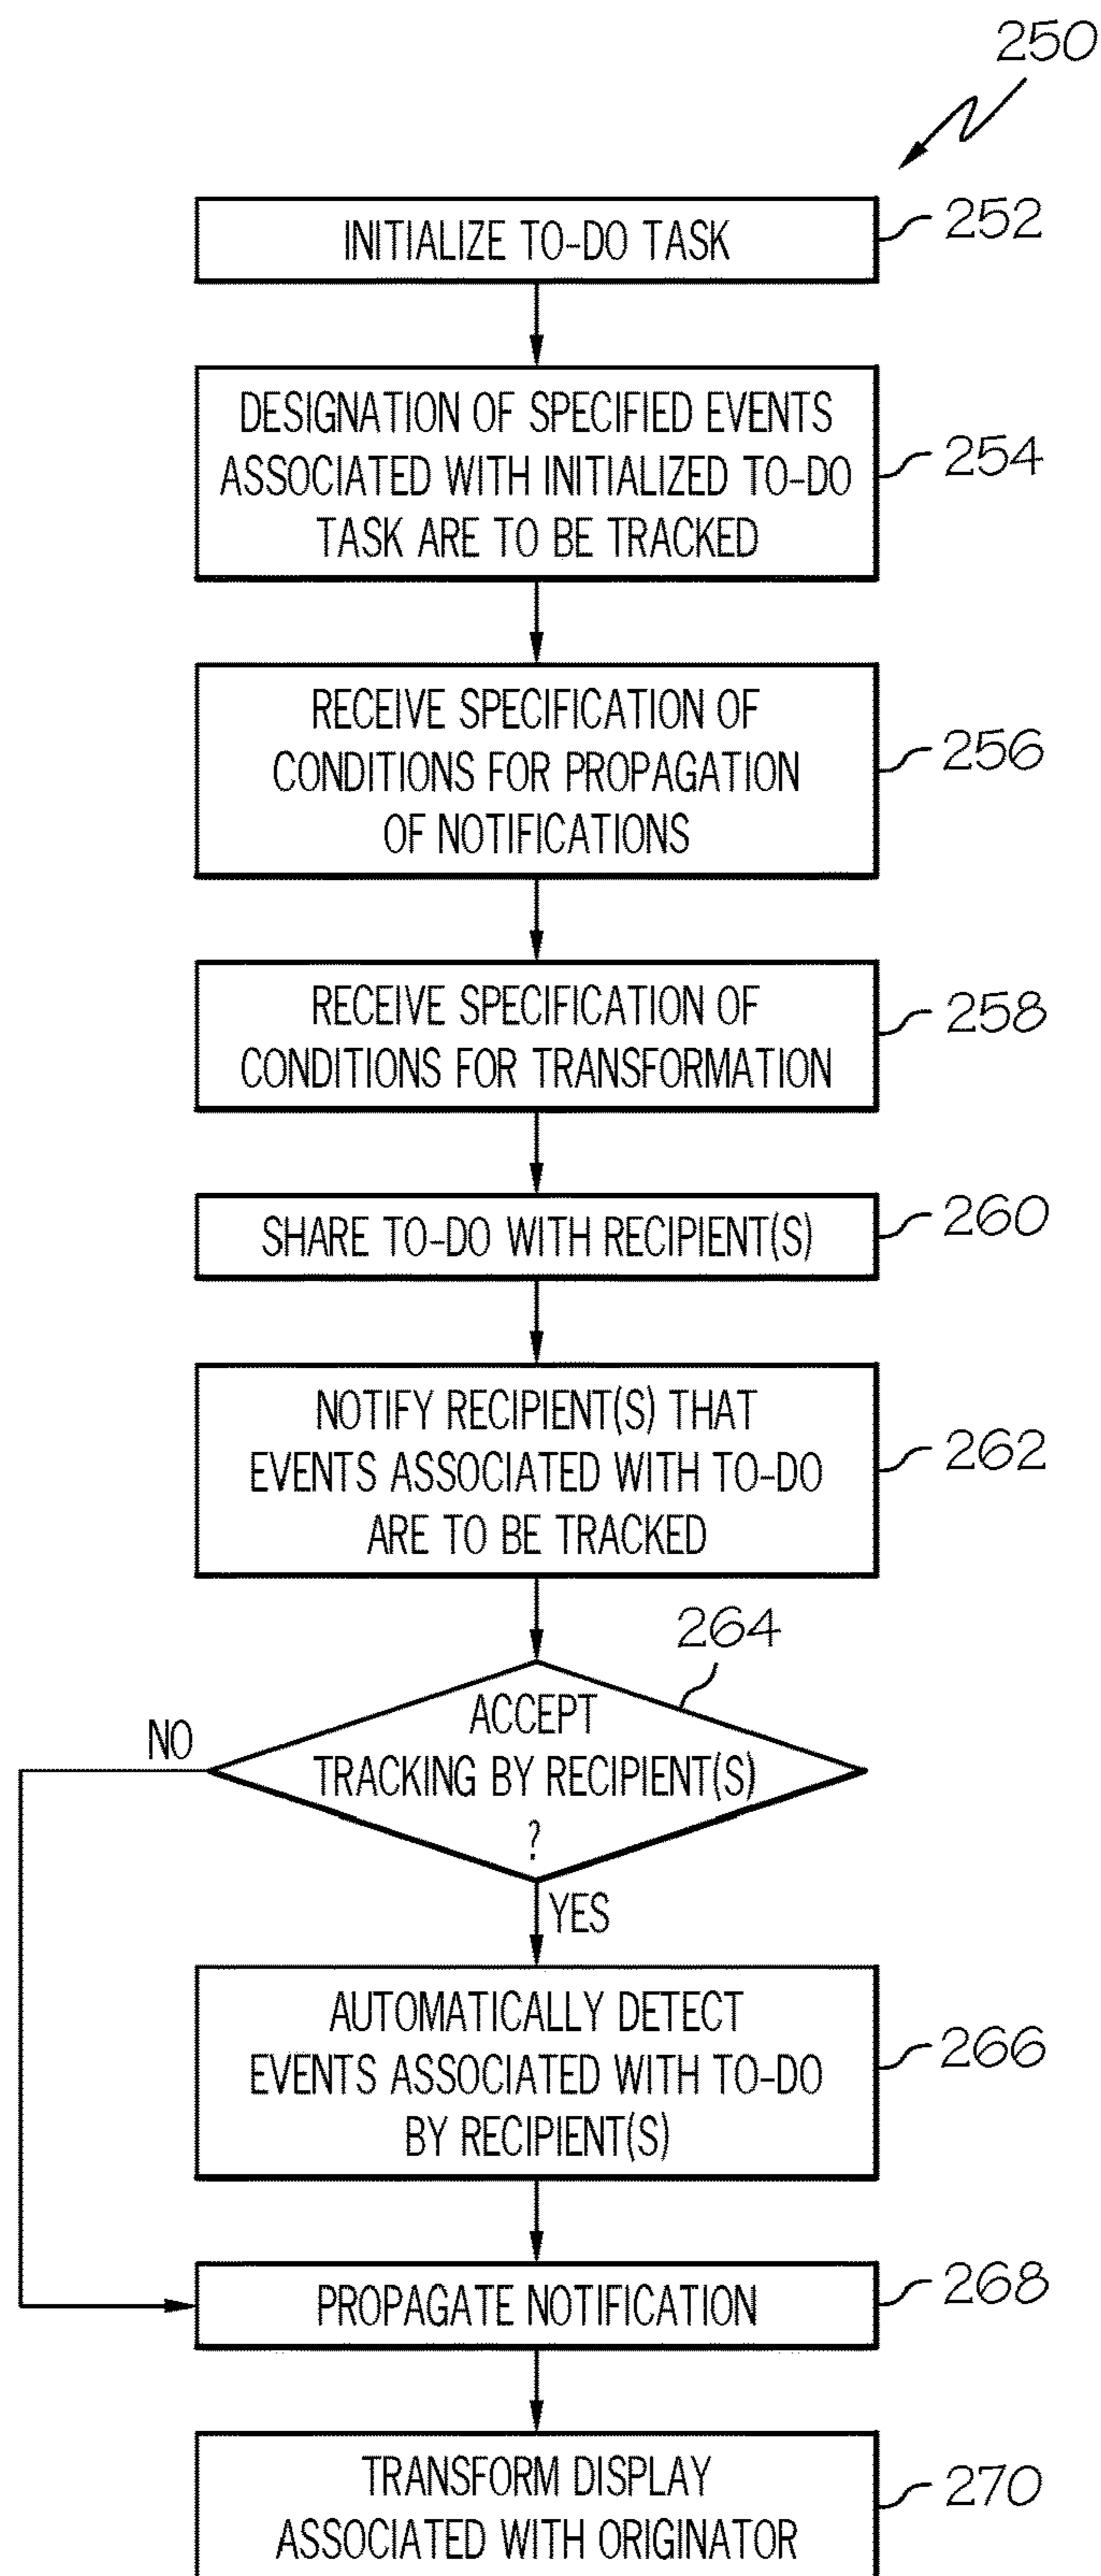 250
INITIALIZE TO-DO TASK
252
DESIGNATION OF SPECIFIED EVENTS
ASSOCIATED WITH INITIALIZED TO-DO
TASK ARE TO BE TRACKED
254
RECEIVE SPECIFICATION OF
CONDITIONS FOR PROPAGATION
OF NOTIFICATIONS
256
RECEIVE SPECIFICATION OF
CONDITIONS FOR TRANSFORMATION
258
SHARE TO-DO WITH RECIPIENT(S)
260
NOTIFY RECIPIENT(S) THAT
EVENTS ASSOCIATED WITH TO-DO
ARE TO BE TRACKED
262
264
ACCEPT
TRACKING BY RECIPIENT(S)
?
NO
YES
AUTOMATICALLY DETECT
EVENTS ASSOCIATED WITH TO-DO
BY RECIPIENT(S)
266
PROPAGATE NOTIFICATION
268
TRANSFORM DISPLAY
ASSOCIATED WITH ORIGINATOR
270